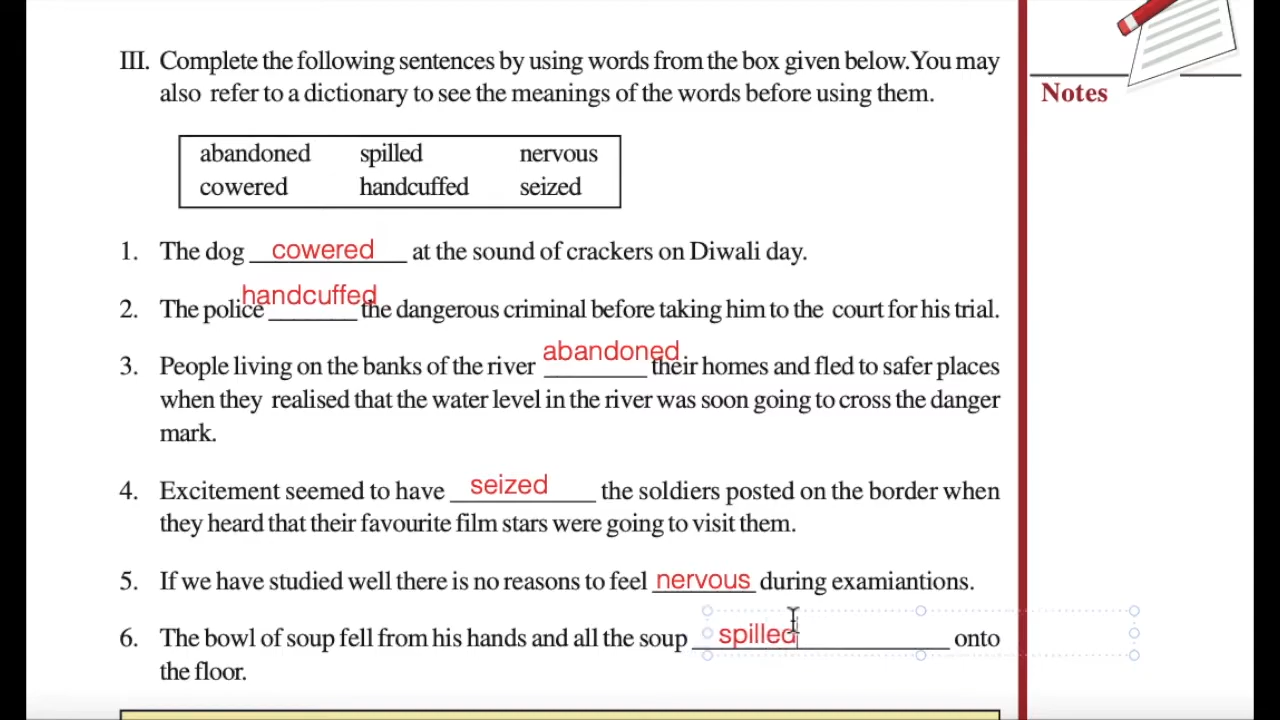 III. Complete the following sentences by using words from the box given below.You may
also refer to a dictionary to see the meanings of the words before using them.
Notes
abandoned spilled nervous
cowered handcuffed seized
1. The dog cowered at the sound of crackers on Diwali day.
2. The police handcuffed the dangerous criminal before taking him to the court for his trial.
3. People living on the banks of the river abandoned their homes and fled to safer places
when they realised that the water level in the river was soon going to cross the danger
mark.
4. Excitement seemed to have seized the soldiers posted on the border when
they heard that their favourite film stars were going to visit them.
5. If we have studied well there is no reasons to feel nervous during examiantions.
6. The bowl of soup fell from his hands and all the soup spilled onto
the floor.